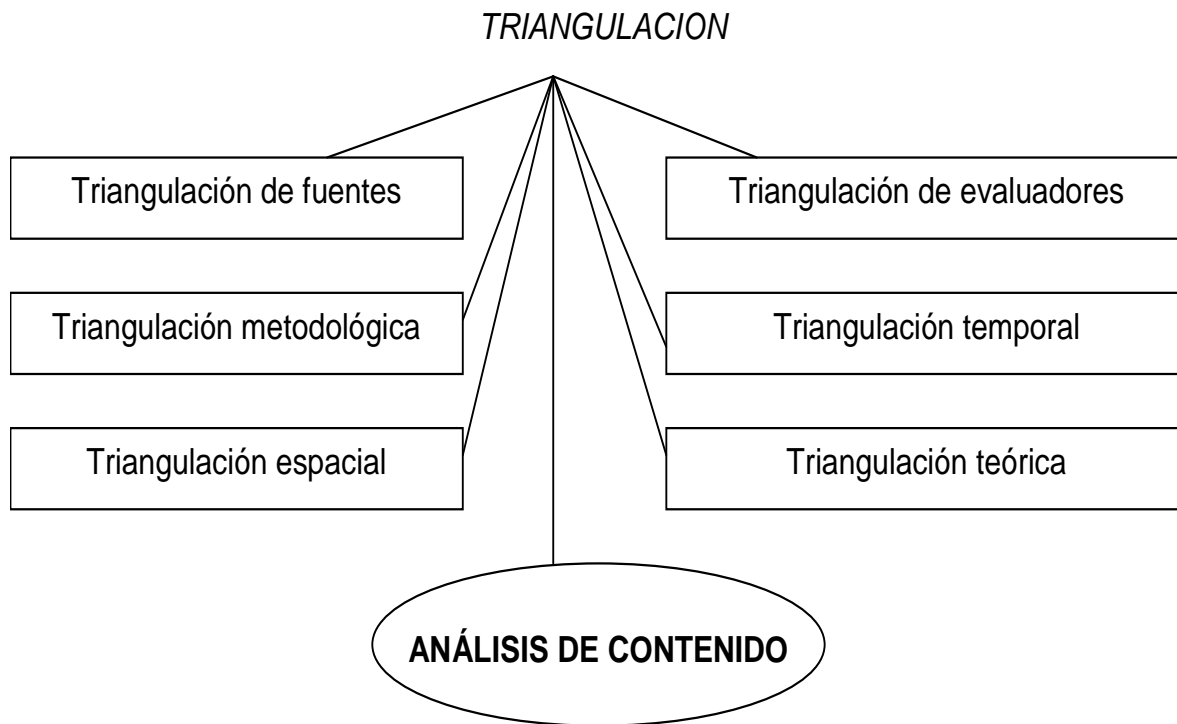 TRIANGULACION
Triangulación de fuentes
Triangulación de evaluadores
Triangulación metodológica
Triangulación temporal
Triangulación espacial
Triangulación teórica
ANÁLISIS DE CONTENIDO